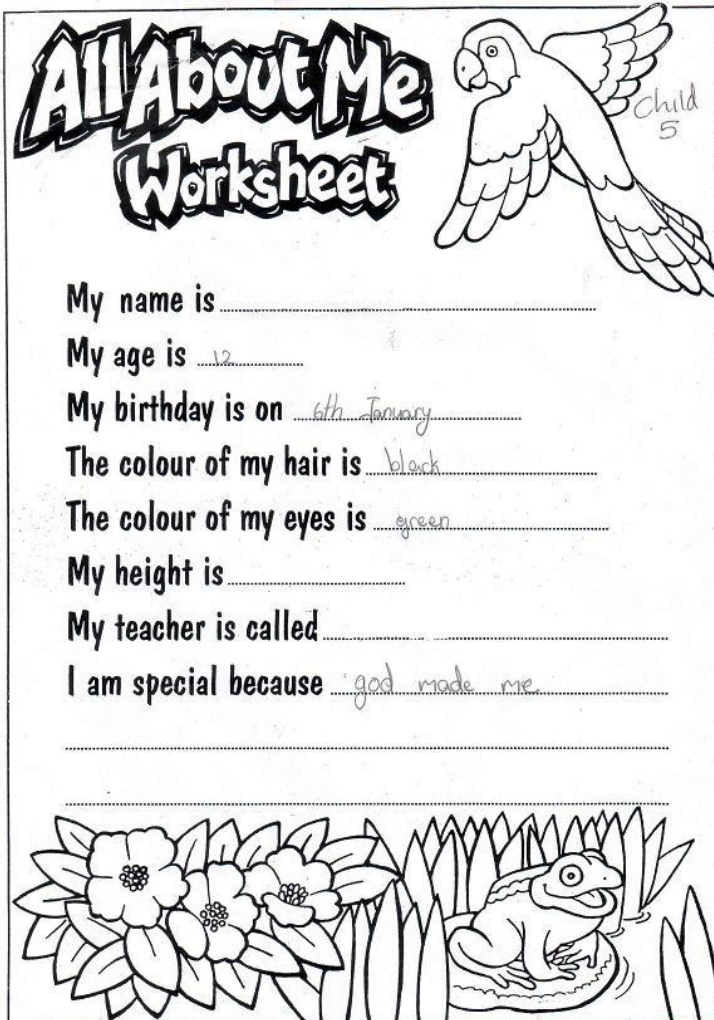 All About Me
Worksheet
Child
5
My name is
My age is 12
My birthday is on 6th January
The colour of my hair is black
The colour of my eyes is green
My height is
My teacher is called
I am special because god made me